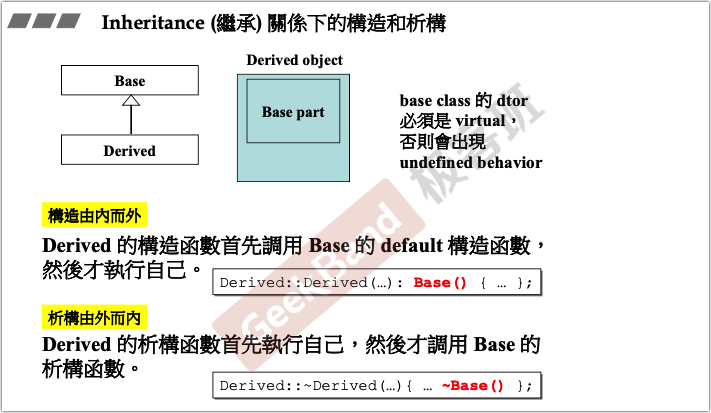 Inheritance (繼承) 關係下的構造和析構
Base
Derived
Derived object
Base part
base class 的 dtor
必須是 virtual，
否則會出現
undefined behavior
構造由內而外
Derived 的構造函數首先調用 Base 的 default 構造函數，
然後才執行自己。
Derived::Derived(…): Base() { … };
析構由外而內
Derived 的析構函數首先執行自己，然後才調用 Base 的
析構函數。
Derived::~Derived(…){ … ~Base() };
GeekBand 极客班